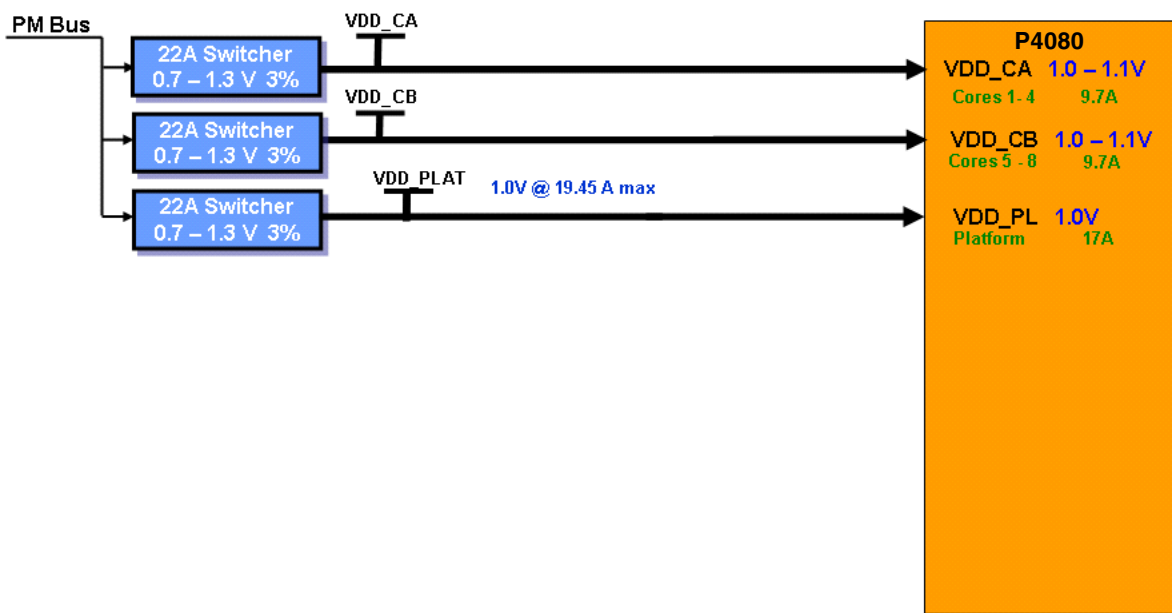 PM Bus
VDD_CA
22A Switcher
0.7 – 1.3 V 3%
P4080
VDD_CA 1.0 – 1.1V
Cores 1- 4 9.7A
VDD_CB
22A Switcher
0.7 – 1.3 V 3%
VDD_CB 1.0 – 1.1V
Cores 5 - 8 9.7A
VDD_PLAT
1.0V @ 19.45 A max
22A Switcher
0.7 – 1.3 V 3%
VDD_PL 1.0V
Platform 17A